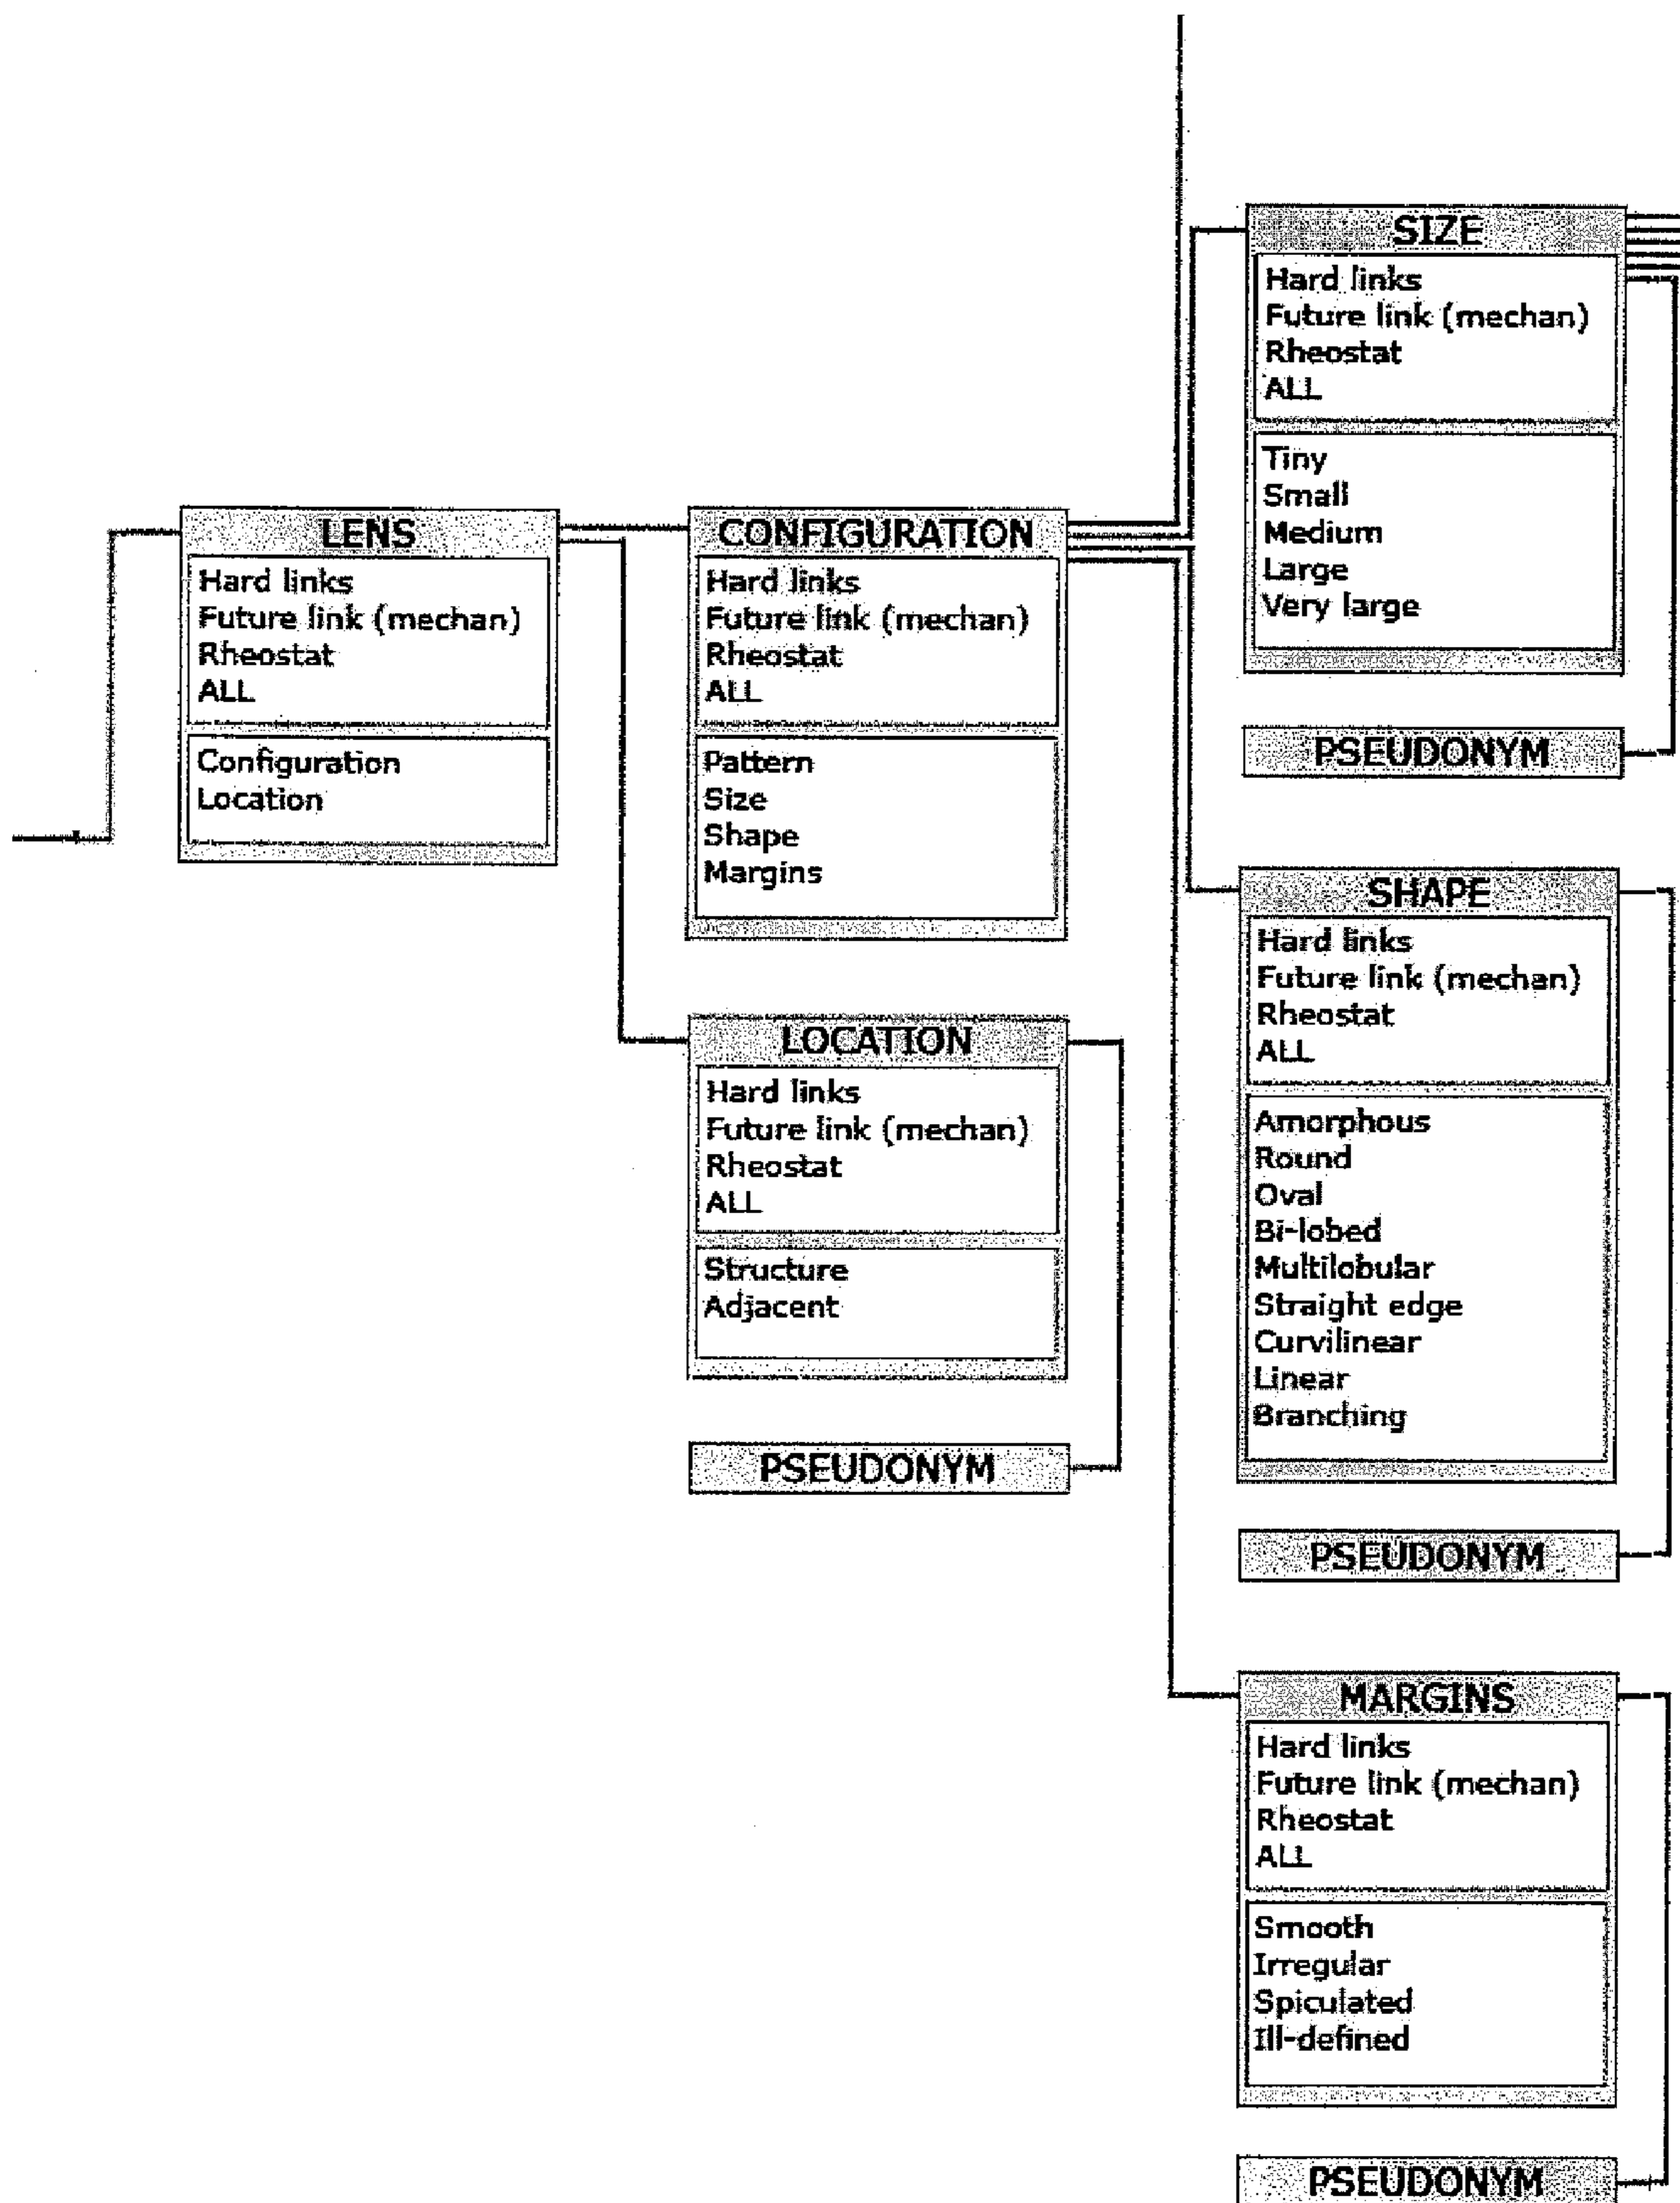 LENS
Hard links
Future link (mechan)
Rheostat
ALL
Configuration
Location
CONFIGURATION
Hard links
Future link (mechan)
Rheostat
ALL
Pattern
Size
Shape
Margins
LOCATION
Hard links
Future link (mechan)
Rheostat
ALL
Structure
Adjacent
PSEUDONYM
SIZE
Hard links
Future link (mechan)
Rheostat
ALL
Tiny
Small
Medium
Large
Very large
PSEUDONYM
SHAPE
Hard links
Future link (mechan)
Rheostat
ALL
Amorphous
Round
Oval
Bi-lobed
Multilobular
Straight edge
Curvilinear
Linear
Branching
PSEUDONYM
MARGINS
Hard links
Future link (mechan)
Rheostat
ALL
Smooth
Irregular
Spiculated
Ill-defined
PSEUDONYM